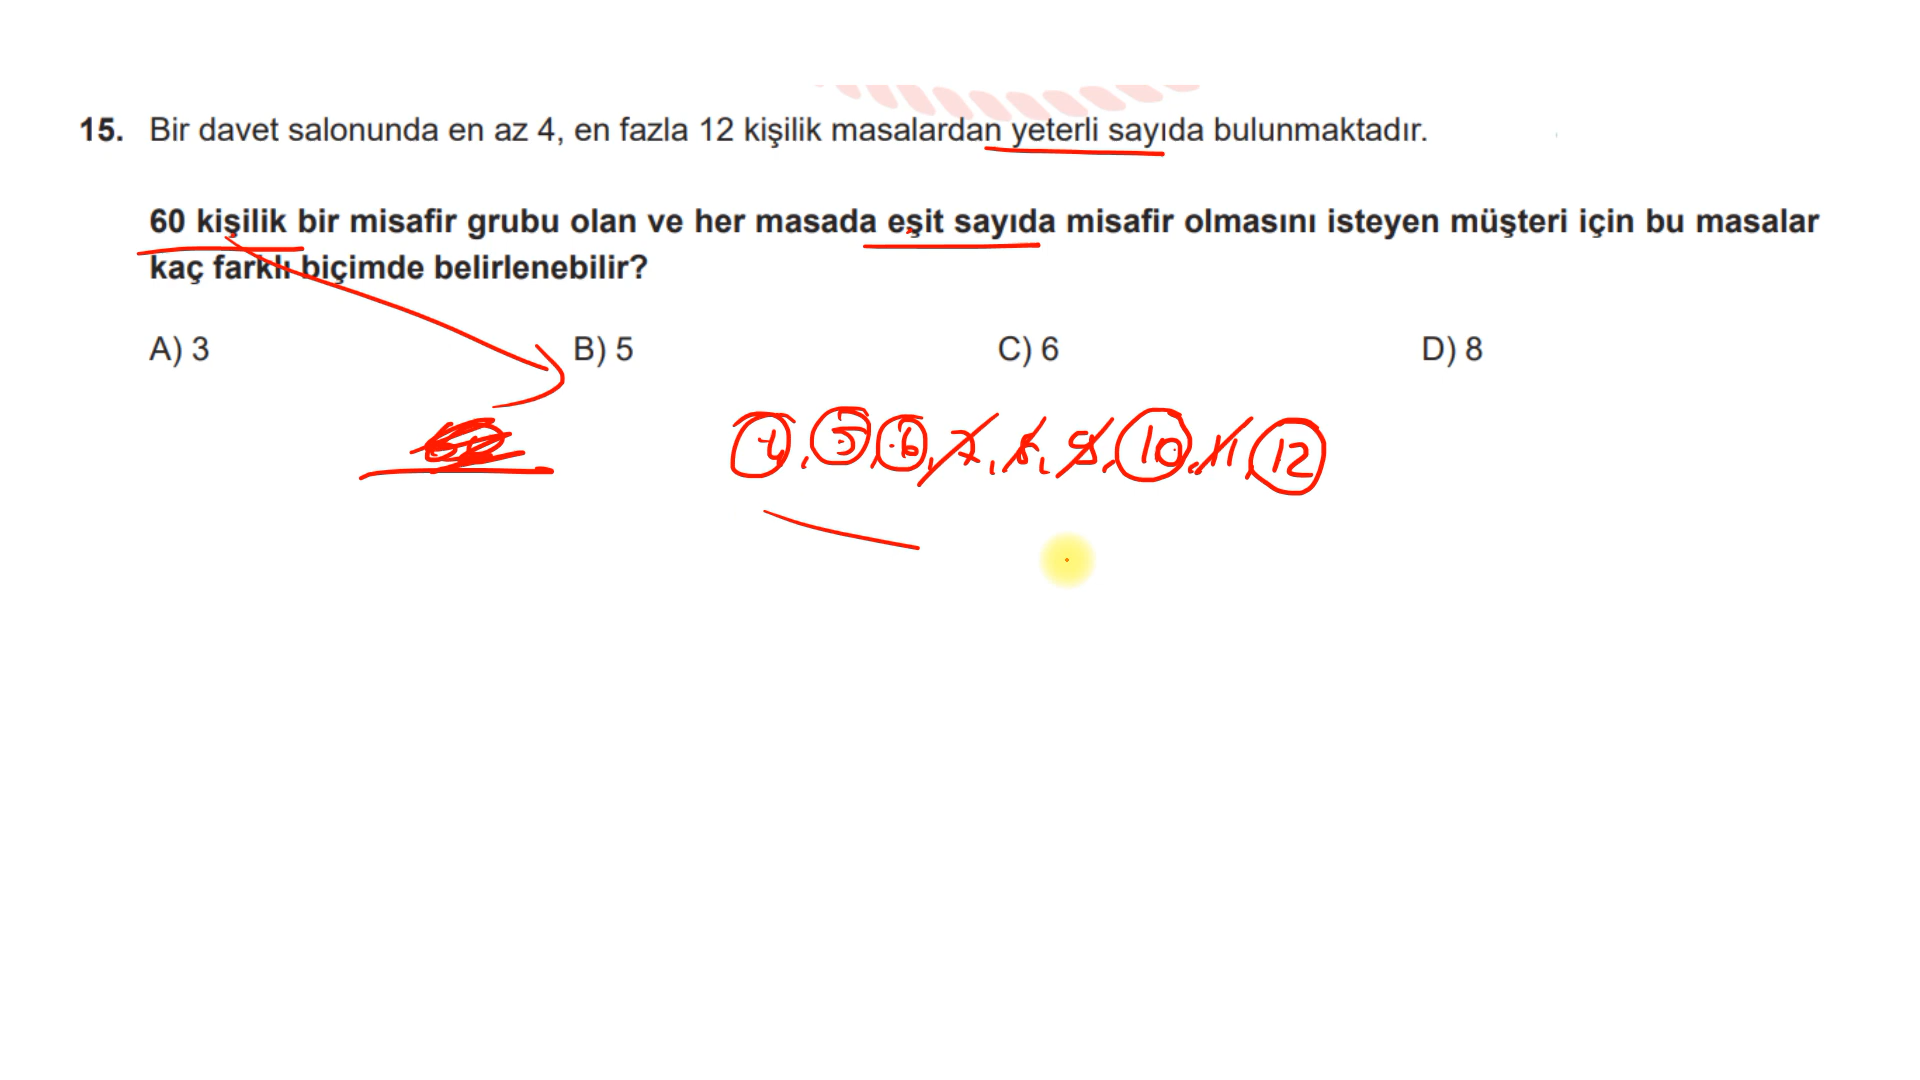 15. Bir davet salonunda en az 4, en fazla 12 kişilik masalardan yeterli sayıda bulunmaktadır.
60 kişilik bir misafir grubu olan ve her masada eşit sayıda misafir olmasını isteyen müşteri için bu masalar
kaç farklı biçimde belirlenebilir?
A) 3 B) 5 C) 6 D) 8
4, 5, 6, 7, 8, 9, 10, 11, 12